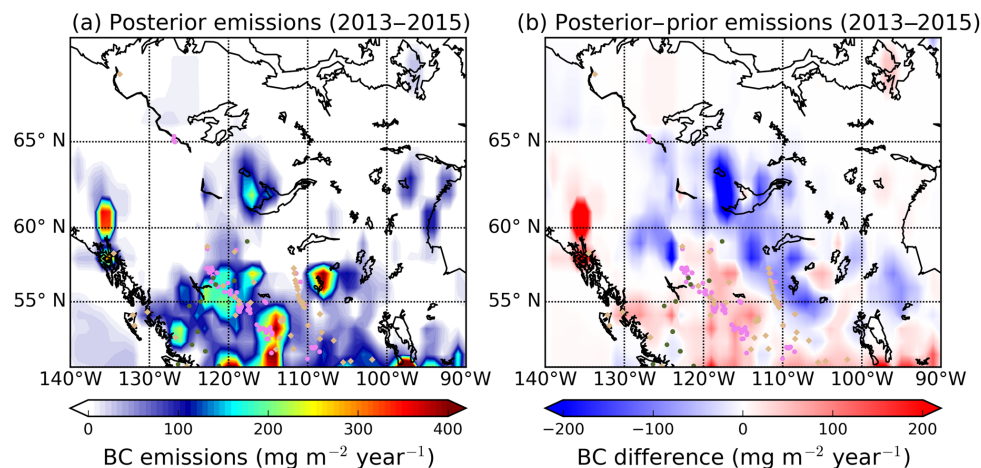 (a) Posterior emissions (2013–2015)
(b) Posterior–prior emissions (2013–2015)
65° N
60° N
55° N
140°W 130°W 120°W 110°W 100°W 90°W
0 100 200 300 400
BC emissions (mg m⁻² year⁻¹)
65° N
60° N
55° N
140°W 130°W 120°W 110°W 100°W 90°W
−200 −100 0 100 200
BC difference (mg m⁻² year⁻¹)